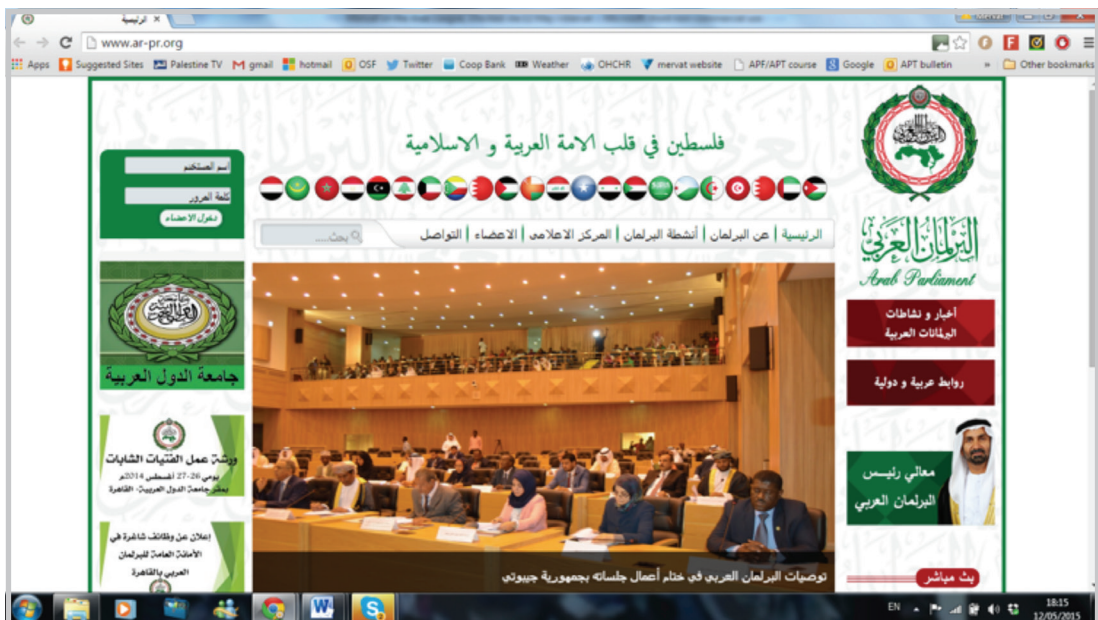 الرئيسية
www.ar-pr.org
Apps
Suggested Sites
Palestine TV
gmail
hotmail
OSF
Twitter
Coop Bank
Weather
OHCHR
mervat website
APF/APT course
Google
APT bulletin
»
Other bookmarks
فلسطين في قلب الامة العربية و الاسلامية
اسم المستخدم
كلمة المرور
دخول الاعضاء
الرئيسية | عن البرلمان | أنشطة البرلمان | المركز الاعلامى | الاعضاء | التواصل
بحث.....
البرلمان العربي
Arab Parliament
أخبار و نشاطات
البرلمانات العربية
روابط عربية و دولية
معالي رئيس
البرلمان العربي
بث مباشر
جامعة الدول العربية
ورشة عمل الفتيات الشابات
يومي 26-27 أغسطس 2014م
بمقر جامعة الدول العربية- القاهرة
إعلان عن وظائف شاغرة في
الأمانة العامة للبرلمان
العربي بالقاهرة
توصيات البرلمان العربي في ختام أعمال جلساته بجمهورية جيبوتي
EN
18:15
12/05/2015